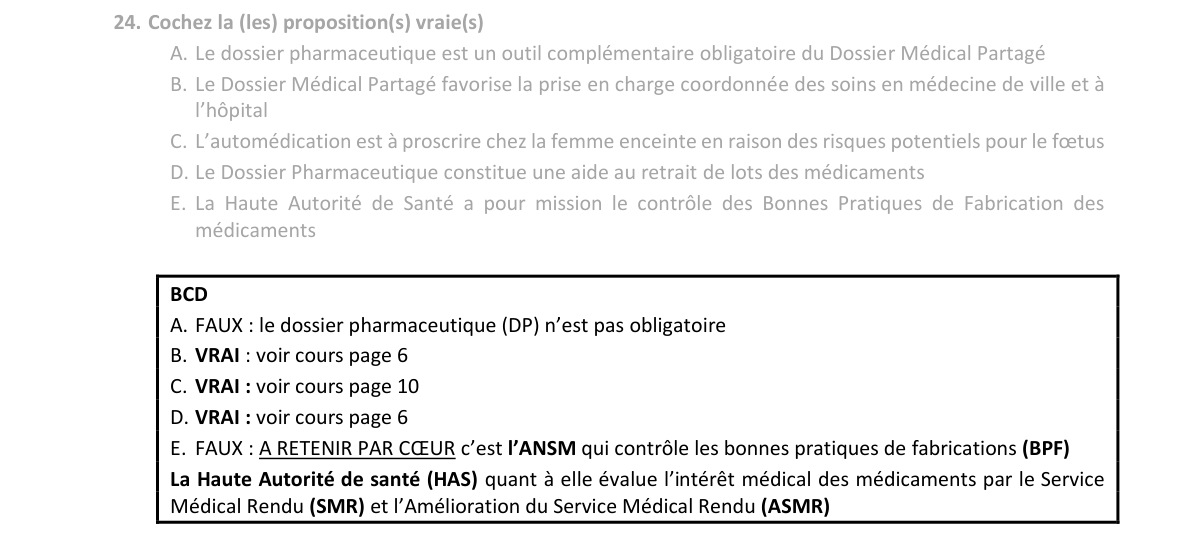 24. Cochez la (les) proposition(s) vraie(s)
A. Le dossier pharmaceutique est un outil complémentaire obligatoire du Dossier Médical Partagé
B. Le Dossier Médical Partagé favorise la prise en charge coordonnée des soins en médecine de ville et à
l’hôpital
C. L’automédication est à proscrire chez la femme enceinte en raison des risques potentiels pour le fœtus
D. Le Dossier Pharmaceutique constitue une aide au retrait de lots des médicaments
E. La Haute Autorité de Santé a pour mission le contrôle des Bonnes Pratiques de Fabrication des
médicaments
BCD
A. FAUX : le dossier pharmaceutique (DP) n’est pas obligatoire
B. VRAI : voir cours page 6
C. VRAI : voir cours page 10
D. VRAI : voir cours page 6
E. FAUX : A RETENIR PAR CŒUR c’est l’ANSM qui contrôle les bonnes pratiques de fabrications (BPF)
La Haute Autorité de santé (HAS) quant à elle évalue l’intérêt médical des médicaments par le Service
Médical Rendu (SMR) et l’Amélioration du Service Médical Rendu (ASMR)